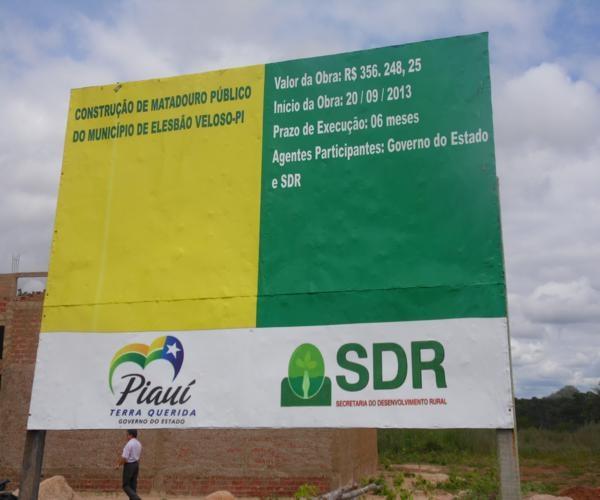 CONSTRUÇÃO DE MATADOURO PÚBLICO
DO MUNICÍPIO DE ELESBÃO VELOSO-PI
Valor da Obra: R$ 356. 248, 25
Início da Obra: 20 / 09 / 2013
Prazo de Execução: 06 meses
Agentes Participantes: Governo do Estado
e SDR
Piauí
TERRA QUERIDA
GOVERNO DO ESTADO
SDR
SECRETARIA DO DESENVOLVIMENTO RURAL